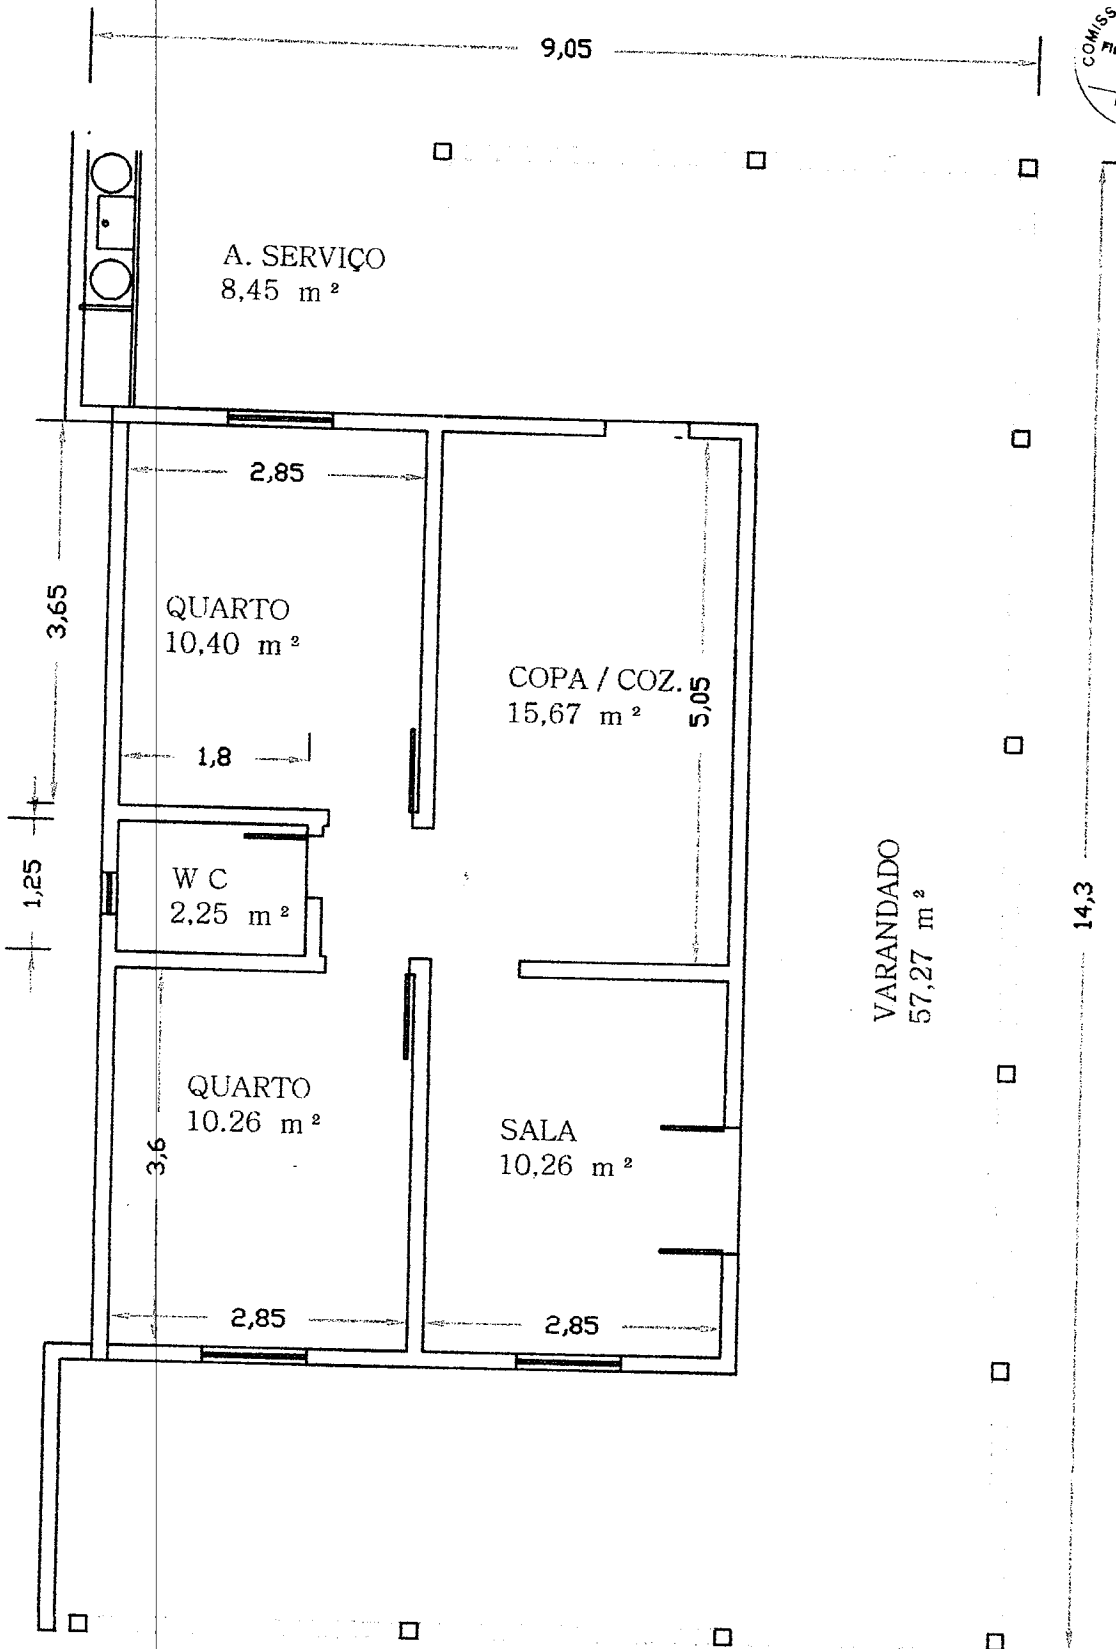 9,05
COMISS
A. SERVIÇO
8,45 m²
2,85
3,65
QUARTO
10,40 m²
COPA / COZ.
15,67 m²
5,05
1,8
1,25
W C
2,25 m²
VARANDADO
57,27 m²
14,3
QUARTO
10.26 m²
3,6
SALA
10,26 m²
2,85
2,85